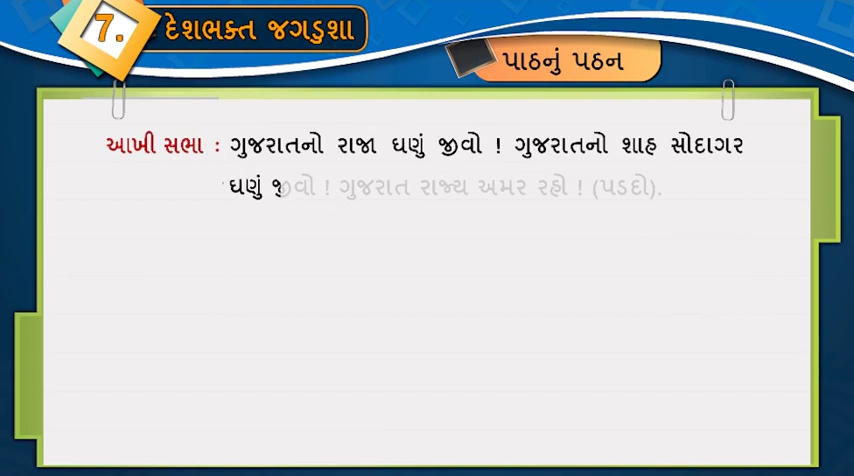 7. દેશભક્ત જગડુશા
પાઠનું પઠન
આખી સભા : ગુજરાતનો રાજા ઘણું જીવો ! ગુજરાતનો શાહ સોદાગર
ઘણું જીવો ! ગુજરાત રાજ્ય અમર રહો ! (પડદો).